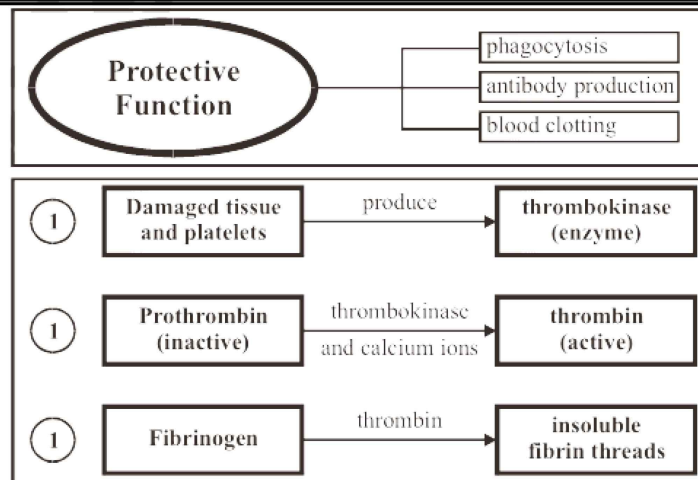 Protective
Function
phagocytosis
antibody production
blood clotting
1
Damaged tissue
and platelets
produce
thrombokinase
(enzyme)
1
Prothrombin
(inactive)
thrombokinase
and calcium ions
thrombin
(active)
1
Fibrinogen
thrombin
insoluble
fibrin threads